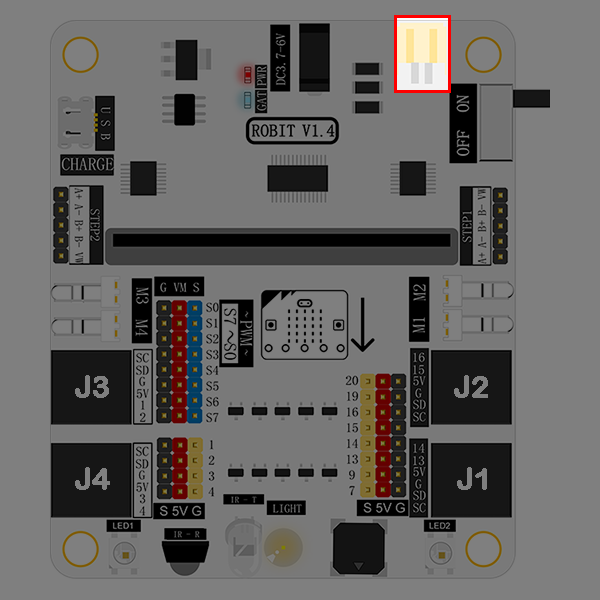 DC3.7-6V
PWR
GAT
ROBIT V1.4
ON
OFF
USB
CHARGE
A+ A- B+ B- VW
STEP2
STEP1
A+ A- B+ B- VW
M3
M4
G VM S
S0
S1
S2
S3
S4
S5
S6
S7
~PWM~
S7~S0
M2
M1
J3
SC
SD
G
5V
1
2
16
15
5V
G
SD
SC
J2
20
19
16
15
14
13
9
7
S 5V G
J4
SC
SD
G
5V
3
4
1
2
3
4
S 5V G
14
13
5V
G
SD
SC
J1
IR-T
LIGHT
LED1
IR-R
LED2